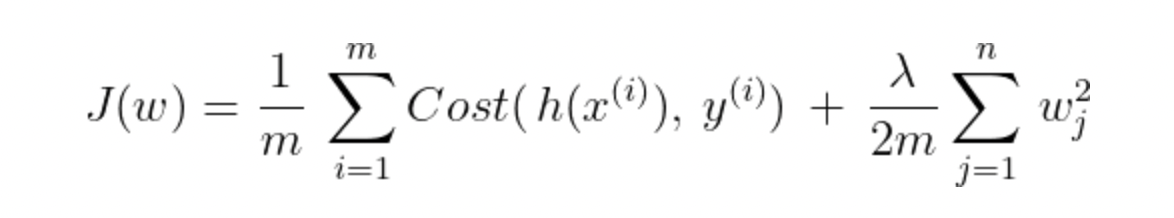 J(w) = \frac{1}{m} \sum_{i=1}^{m} Cost( h(x^{(i)}), y^{(i)}) + \frac{\lambda}{2m} \sum_{j=1}^{n} w_j^2